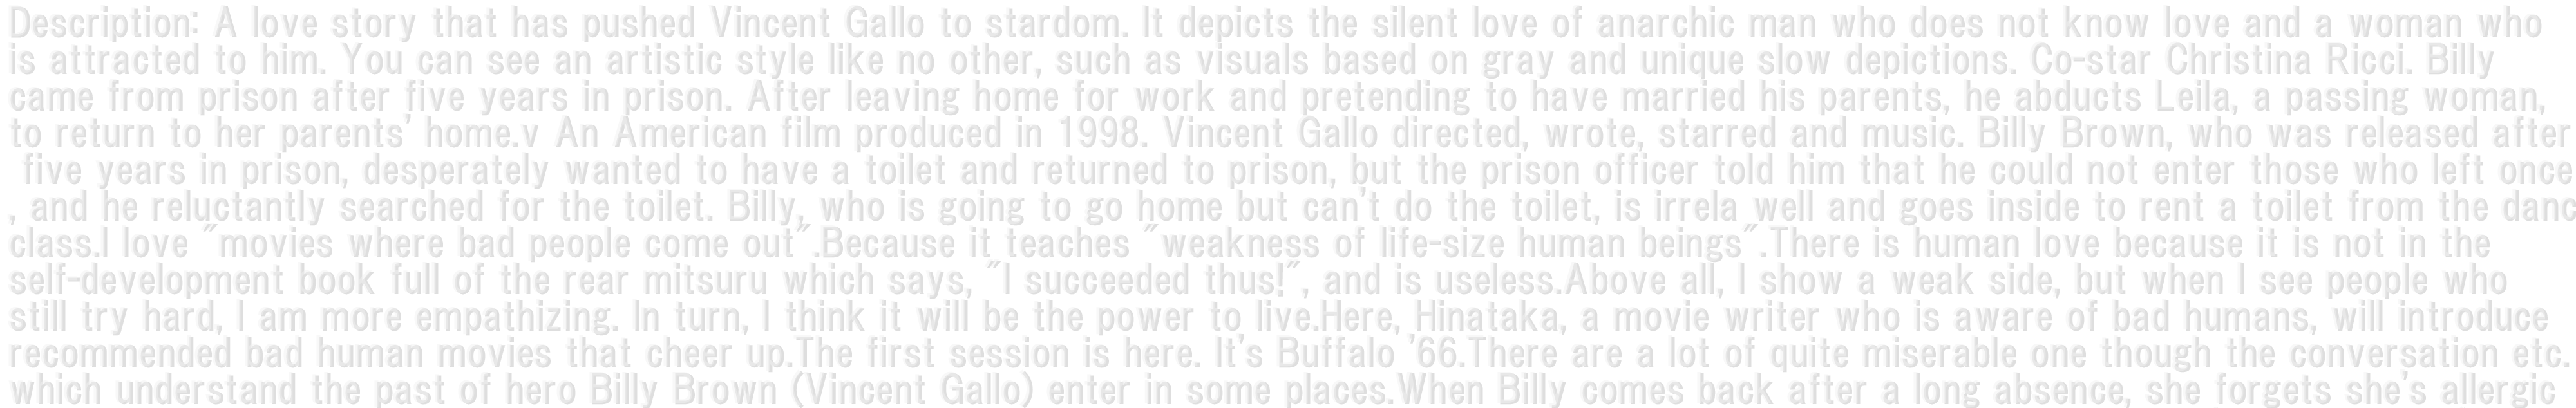 Description: A love story that has pushed Vincent Gallo to stardom. It depicts the silent love of anarchic man who does not know love and a woman who
is attracted to him. You can see an artistic style like no other, such as visuals based on gray and unique slow depictions. Co-star Christina Ricci. Billy
came from prison after five years in prison. After leaving home for work and pretending to have married his parents, he abducts Leila, a passing woman,
to return to her parents' home.v An American film produced in 1998. Vincent Gallo directed, wrote, starred and music. Billy Brown, who was released after
five years in prison, desperately wanted to have a toilet and returned to prison, but the prison officer told him that he could not enter those who left once
, and he reluctantly searched for the toilet. Billy, who is going to go home but can't do the toilet, is irrela well and goes inside to rent a toilet from the danc
class.I love "movies where bad people come out".Because it teaches "weakness of life-size human beings".There is human love because it is not in the
self-development book full of the rear mitsuru which says, "I succeeded thus!", and is useless.Above all, I show a weak side, but when I see people who
still try hard, I am more empathizing. In turn, I think it will be the power to live.Here, Hinataka, a movie writer who is aware of bad humans, will introduce
recommended bad human movies that cheer up.The first session is here. It's Buffalo '66.There are a lot of quite miserable one though the conversation etc.
which understand the past of hero Billy Brown (Vincent Gallo) enter in some places.When Billy comes back after a long absence, she forgets she's allergic